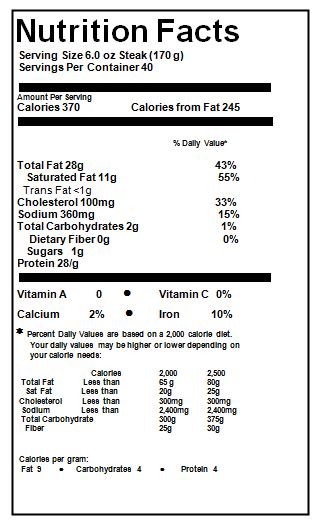 Nutrition Facts
Serving Size 6.0 oz Steak (170 g)
Servings Per Container 40
Amount Per Serving
Calories 370 Calories from Fat 245
% Daily Value*
Total Fat 28g 43%
Saturated Fat 11g 55%
Trans Fat <1g
Cholesterol 100mg 33%
Sodium 360mg 15%
Total Carbohydrates 2g 1%
Dietary Fiber 0g 0%
Sugars 1g
Protein 28/g
Vitamin A 0 • Vitamin C 0%
Calcium 2% • Iron 10%
* Percent Daily Values are based on a 2,000 calorie diet.
Your daily values may be higher or lower depending on
your calorie needs:
Calories 2,000 2,500
Total Fat Less than 65 g 80g
Sat Fat Less than 20g 25g
Cholesterol Less than 300mg 300mg
Sodium Less than 2,400mg 2,400mg
Total Carbohydrate 300g 375g
Fiber 25g 30g
Calories per gram:
Fat 9 • Carbohydrates 4 • Protein 4